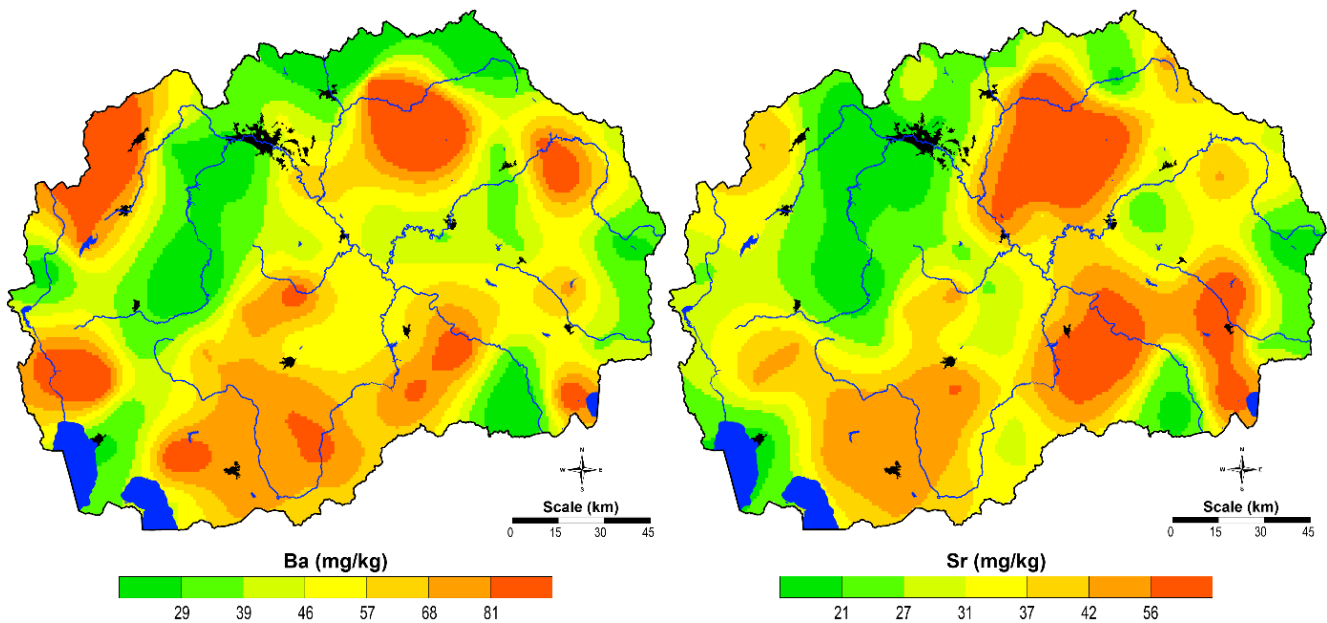 N
W E
S
Scale (km)
0 15 30 45
Ba (mg/kg)
29 39 46 57 68 81
N
W E
S
Scale (km)
0 15 30 45
Sr (mg/kg)
21 27 31 37 42 56